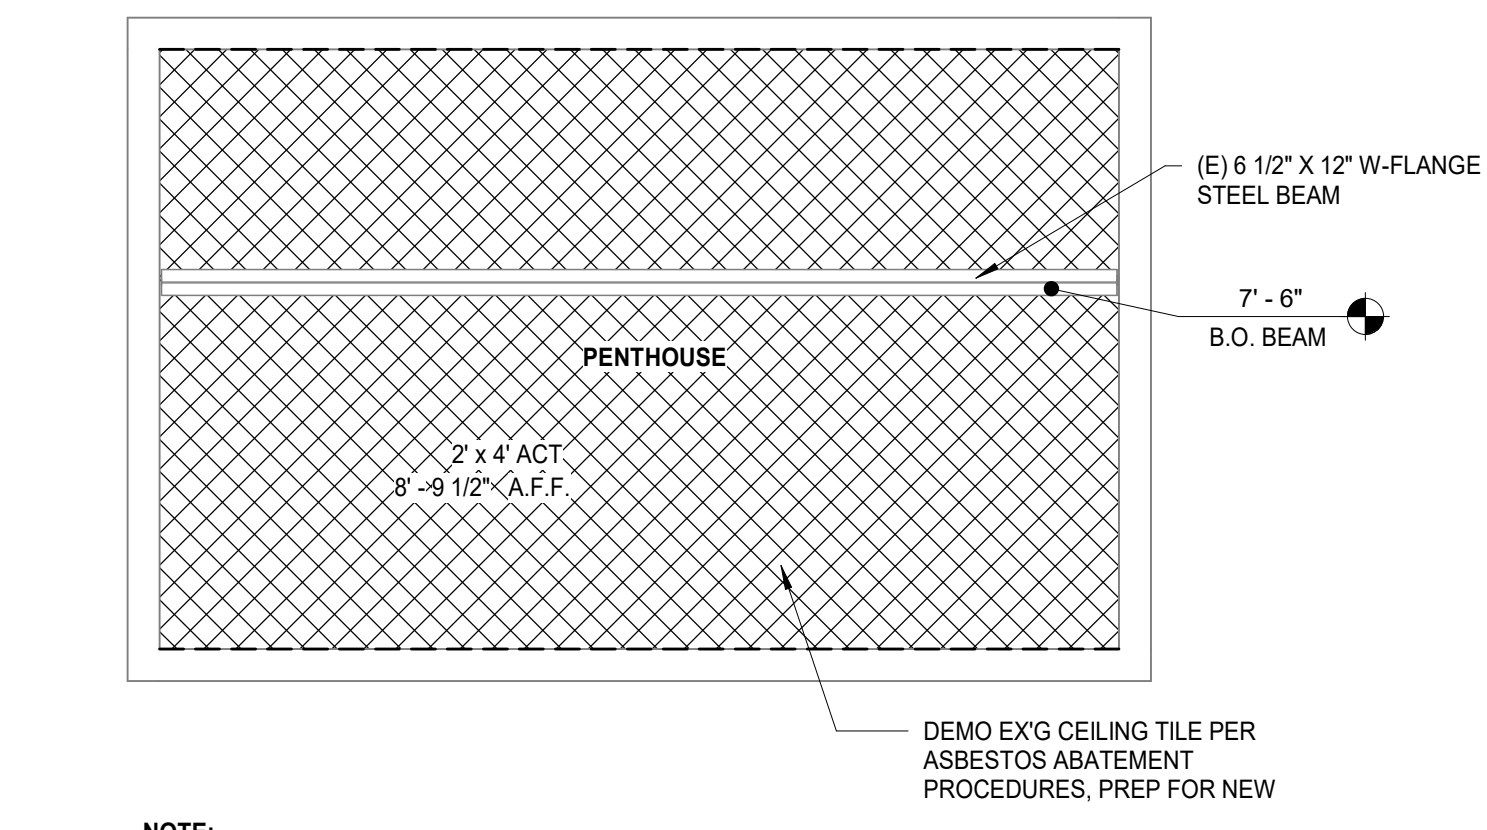 (E) 6 1/2" X 12" W-FLANGE
STEEL BEAM
7' - 6"
B.O. BEAM
PENTHOUSE
2' x 4' ACT
8' - 9 1/2" A.F.F.
DEMO EX'G CEILING TILE PER
ASBESTOS ABATEMENT
PROCEDURES, PREP FOR NEW
NOTE: